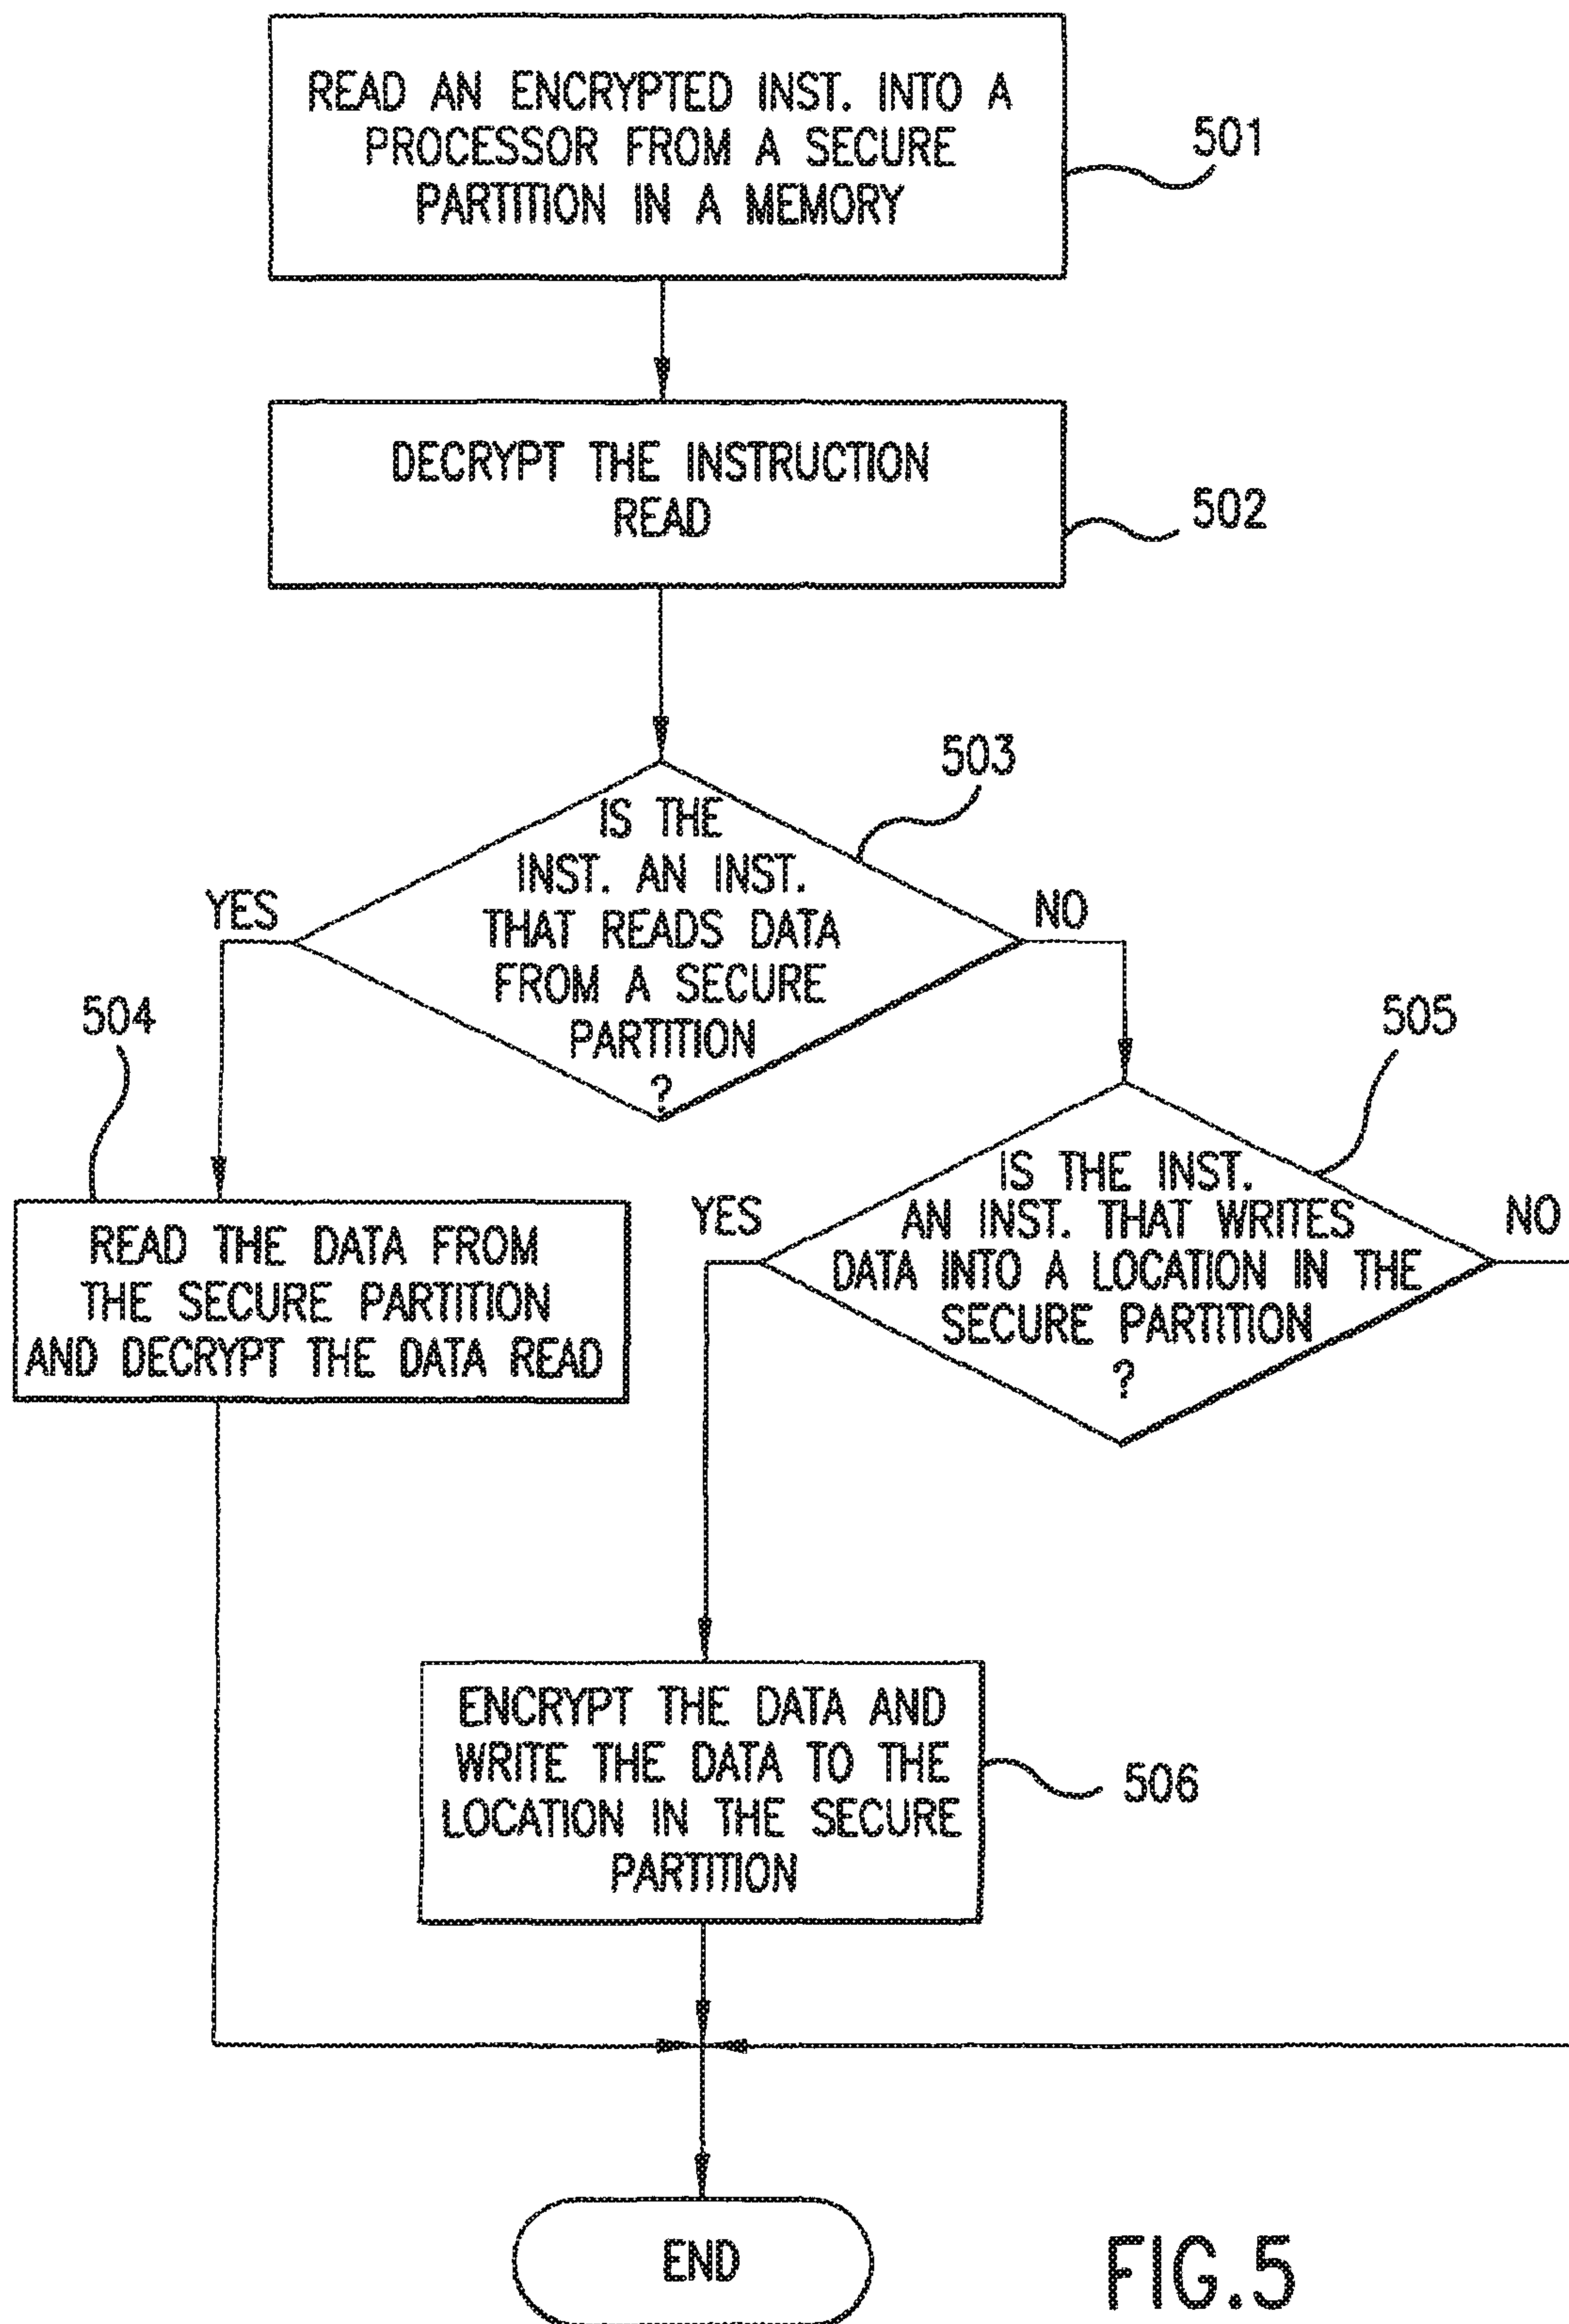 READ AN ENCRYPTED INST. INTO A
PROCESSOR FROM A SECURE
PARTITION IN A MEMORY
501
DECRYPT THE INSTRUCTION
READ
502
503
IS THE
INST. AN INST.
THAT READS DATA
FROM A SECURE
PARTITION
?
YES
NO
504
READ THE DATA FROM
THE SECURE PARTITION
AND DECRYPT THE DATA READ
505
IS THE INST.
AN INST. THAT WRITES
DATA INTO A LOCATION IN THE
SECURE PARTITION
?
YES
NO
ENCRYPT THE DATA AND
WRITE THE DATA TO THE
LOCATION IN THE SECURE
PARTITION
506
END
FIG.5